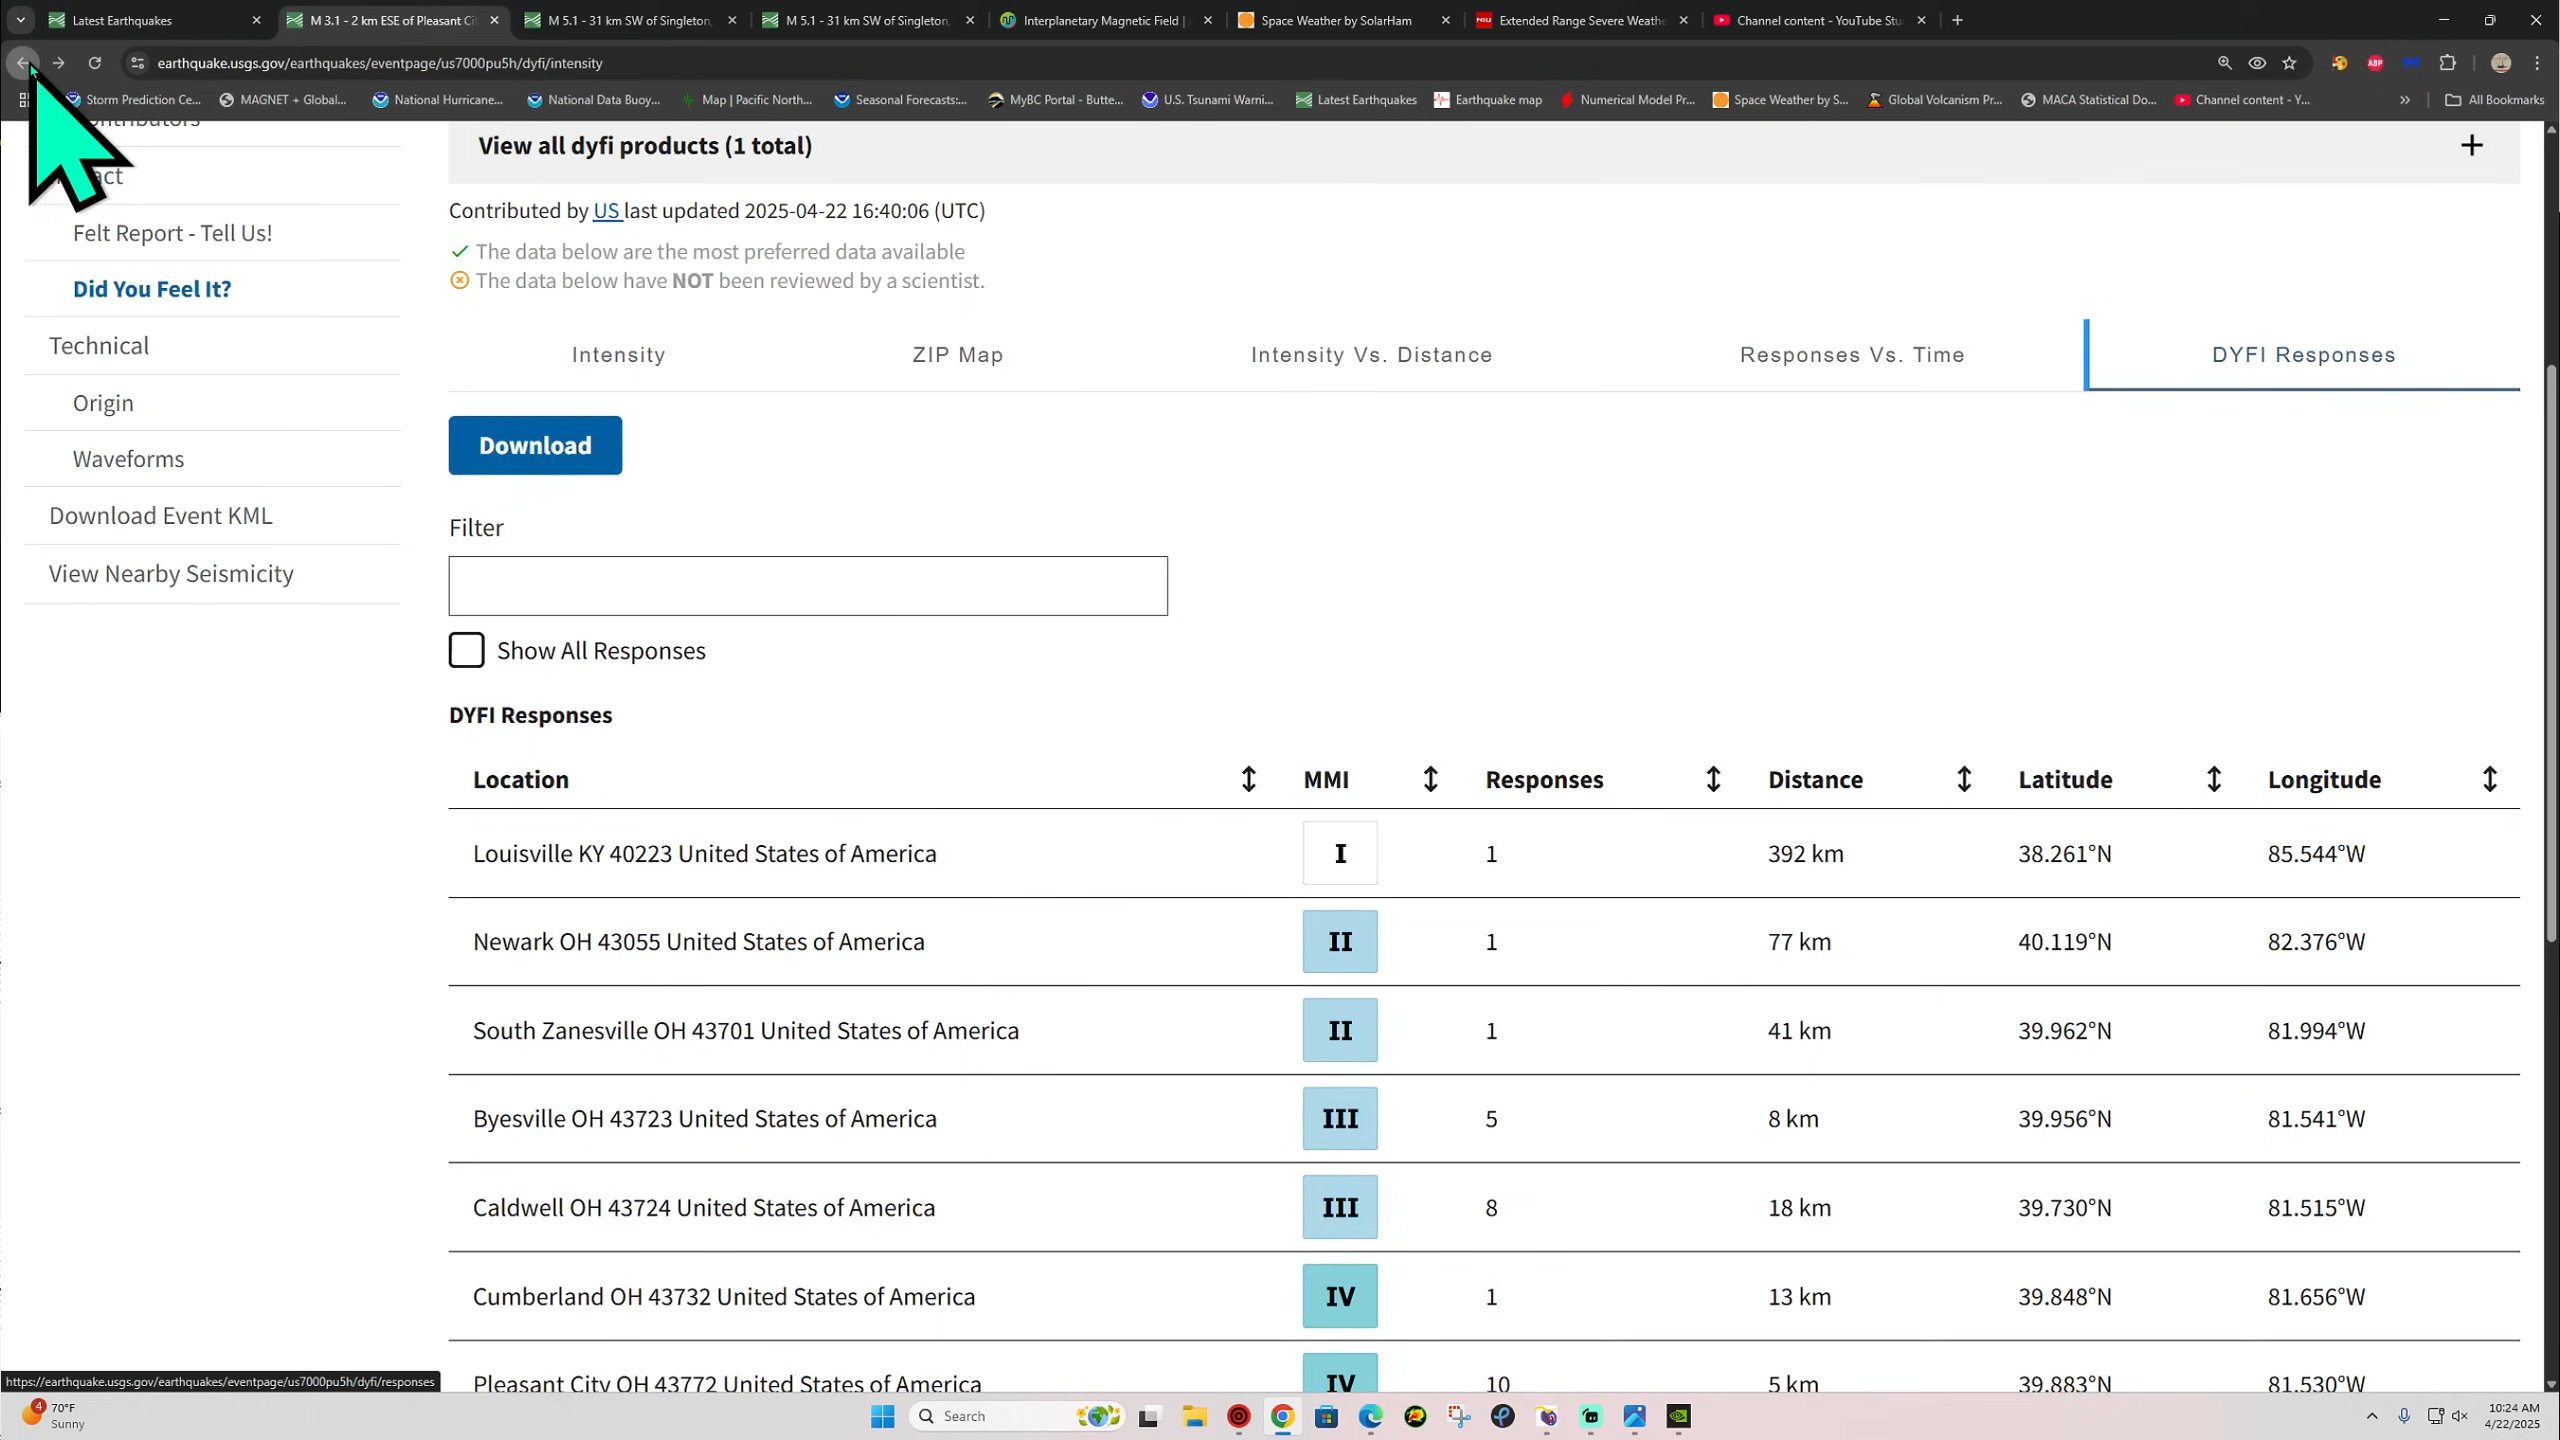 Latest Earthquakes
M 3.1 - 2 km ESE of Pleasant Ci
M 5.1 - 31 km SW of Singleton,
M 5.1 - 31 km SW of Singleton,
Interplanetary Magnetic Field |
Space Weather by SolarHam
Extended Range Severe Weathe
Channel content - YouTube Stu
earthquake.usgs.gov/earthquakes/eventpage/us7000pu5h/dyfi/intensity
ABP
Storm Prediction Ce...
MAGNET + Global...
National Hurricane...
National Data Buoy...
Map | Pacific North...
Seasonal Forecasts:...
MyBC Portal - Butte...
U.S. Tsunami Warni...
Latest Earthquakes
Earthquake map
Numerical Model Pr...
Space Weather by S...
Global Volcanism Pr...
MACA Statistical Do...
Channel content - Y...
All Bookmarks
View all dyfi products (1 total)
Contributed by US last updated 2025-04-22 16:40:06 (UTC)
The data below are the most preferred data available
The data below have NOT been reviewed by a scientist.
Felt Report - Tell Us!
Did You Feel It?
Technical
Origin
Waveforms
Download Event KML
View Nearby Seismicity
Intensity
ZIP Map
Intensity Vs. Distance
Responses Vs. Time
DYFI Responses
Download
Filter
Show All Responses
DYFI Responses
Location MMI Responses Distance Latitude Longitude
Louisville KY 40223 United States of America I 1 392 km 38.261°N 85.544°W
Newark OH 43055 United States of America II 1 77 km 40.119°N 82.376°W
South Zanesville OH 43701 United States of America II 1 41 km 39.962°N 81.994°W
Byesville OH 43723 United States of America III 5 8 km 39.956°N 81.541°W
Caldwell OH 43724 United States of America III 8 18 km 39.730°N 81.515°W
Cumberland OH 43732 United States of America IV 1 13 km 39.848°N 81.656°W
Pleasant City OH 43772 United States of America IV 10 5 km 39.883°N 81.530°W
https://earthquake.usgs.gov/earthquakes/eventpage/us7000pu5h/dyfi/responses
4
70°F
Sunny
Search
10:24 AM
4/22/2025